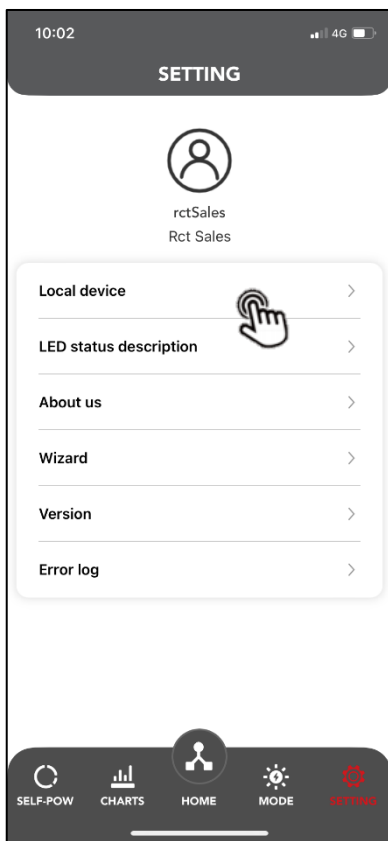 10:02
4G
SETTING
rctSales
Rct Sales
Local device
LED status description
About us
Wizard
Version
Error log
SELF-POW
CHARTS
HOME
MODE
SETTING